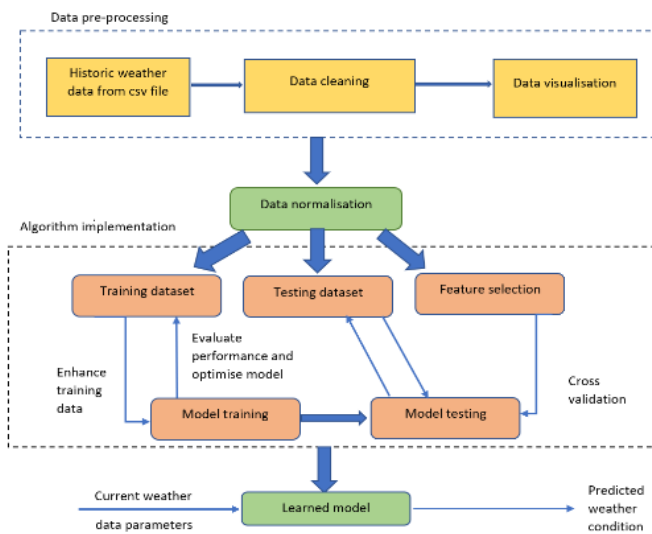 Data pre-processing
Historic weather
data from csv file
Data cleaning
Data visualisation
Data normalisation
Algorithm implementation
Training dataset
Testing dataset
Feature selection
Evaluate
performance and
optimise model
Enhance
training
data
Cross
validation
Model training
Model testing
Current weather
data parameters
Learned model
Predicted
weather
condition